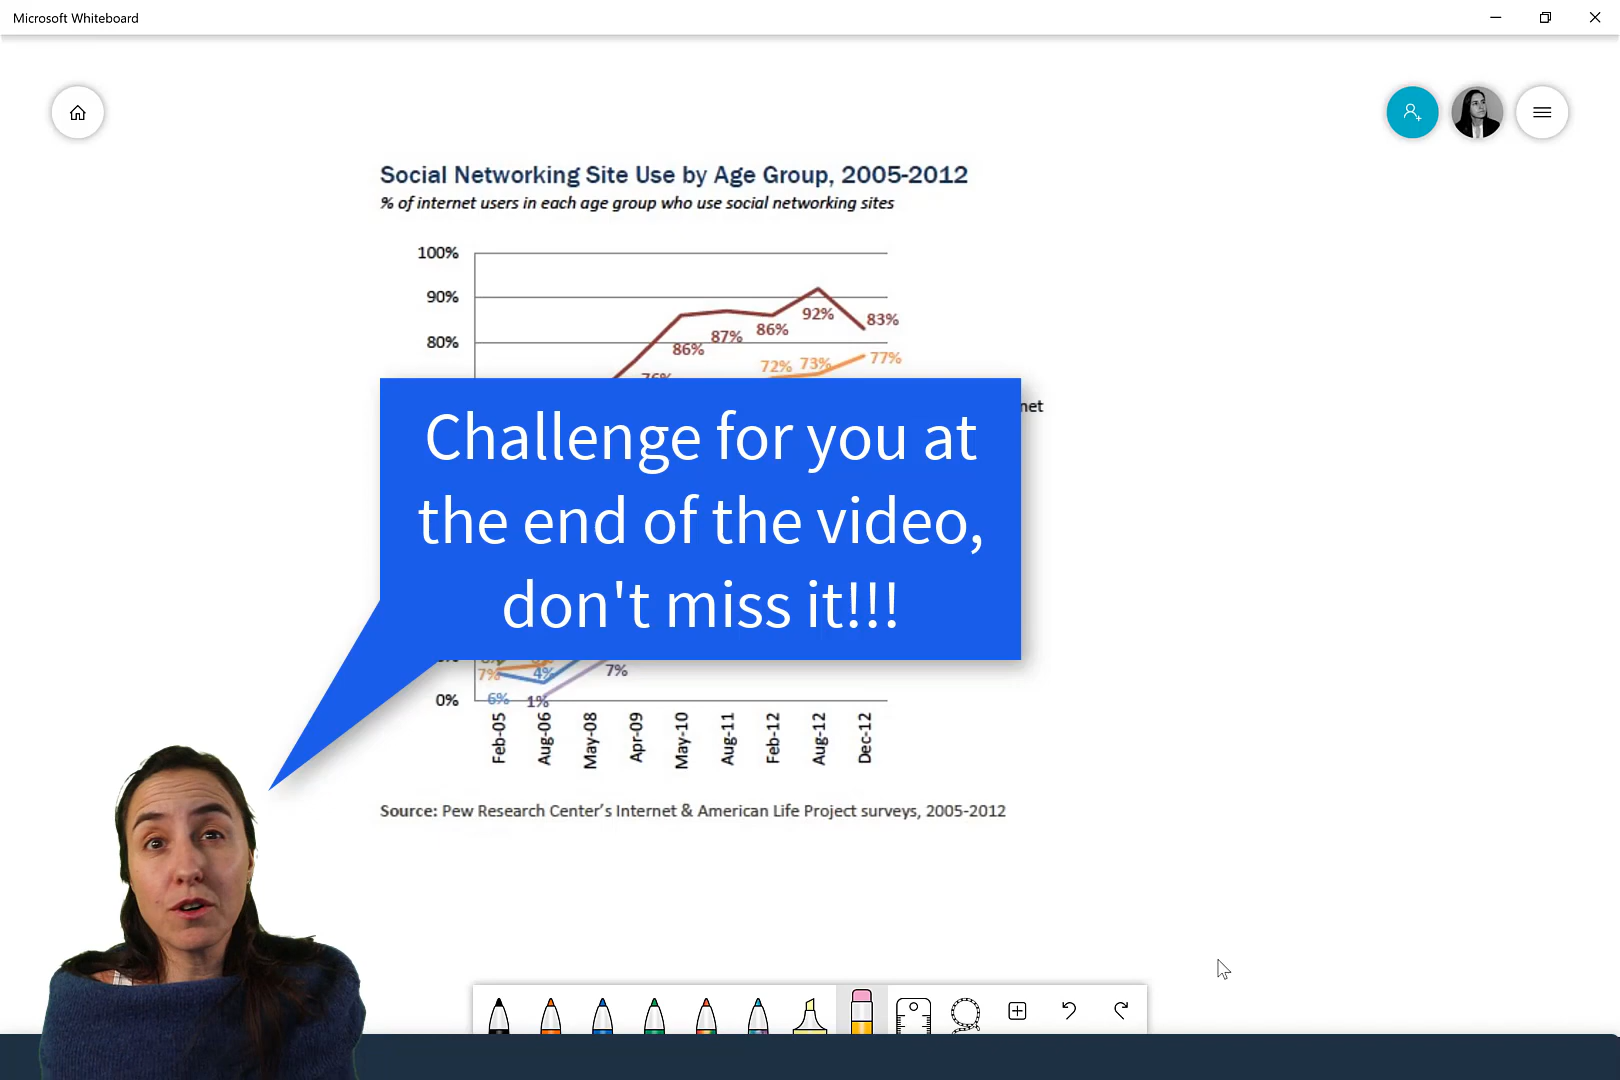 Microsoft Whiteboard
Social Networking Site Use by Age Group, 2005-2012
% of internet users in each age group who use social networking sites
100%
90%
80%
92%
83%
86%
87%
86%
72%
73%
77%
net
Challenge for you at
the end of the video,
don't miss it!!!
7%
7%
4%
6%
1%
0%
Feb-05
Aug-06
May-08
Apr-09
May-10
Aug-11
Feb-12
Aug-12
Dec-12
Source: Pew Research Center's Internet & American Life Project surveys, 2005-2012